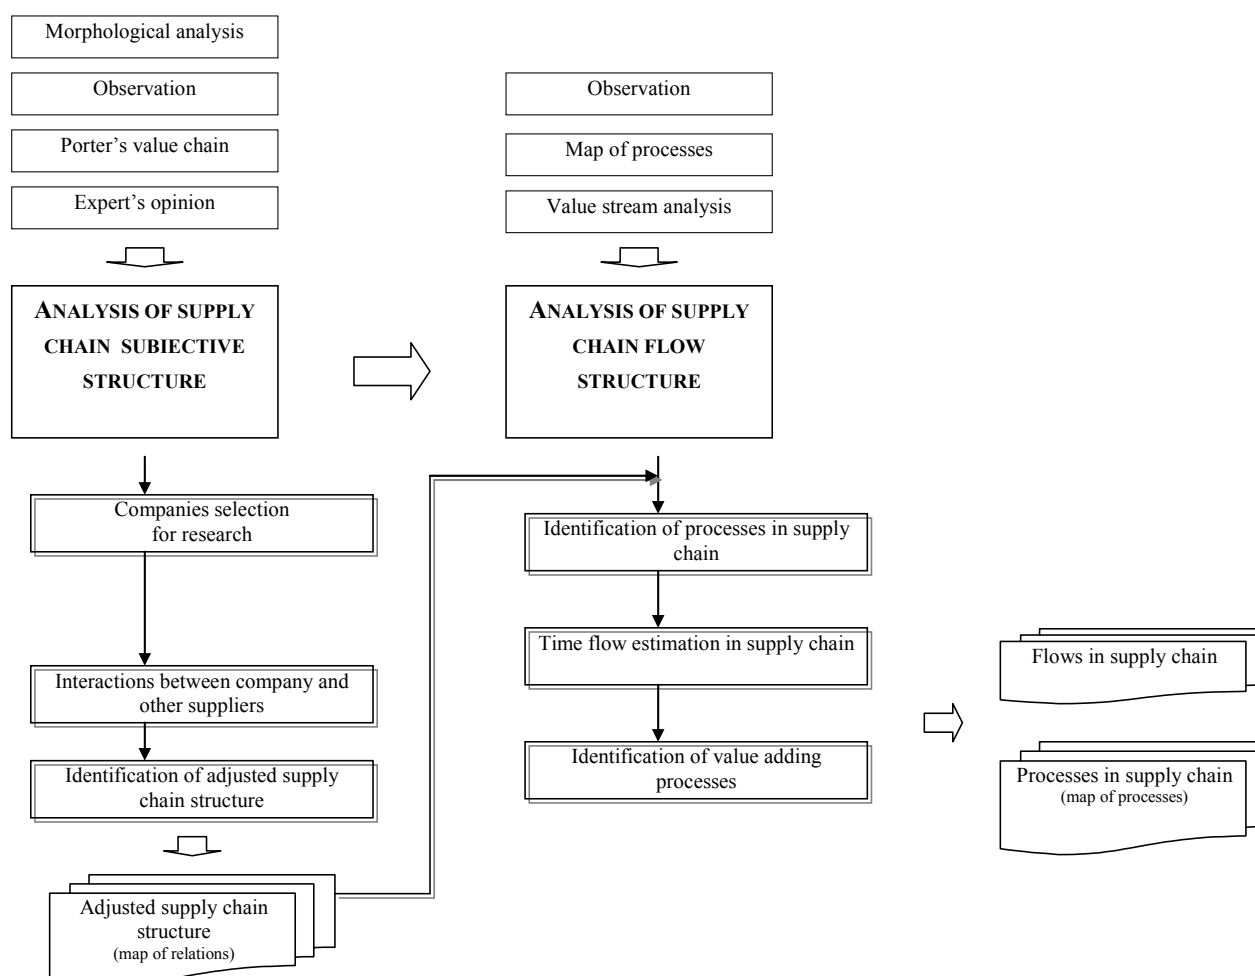 Morphological analysis
Observation
Porter’s value chain
Expert’s opinion
ANALYSIS OF SUPPLY
CHAIN SUBIECTIVE
STRUCTURE
Companies selection
for research
Interactions between company and
other suppliers
Identification of adjusted supply
chain structure
Adjusted supply chain
structure
(map of relations)
Observation
Map of processes
Value stream analysis
ANALYSIS OF SUPPLY
CHAIN FLOW
STRUCTURE
Identification of processes in supply
chain
Time flow estimation in supply chain
Identification of value adding
processes
Flows in supply chain
Processes in supply chain
(map of processes)